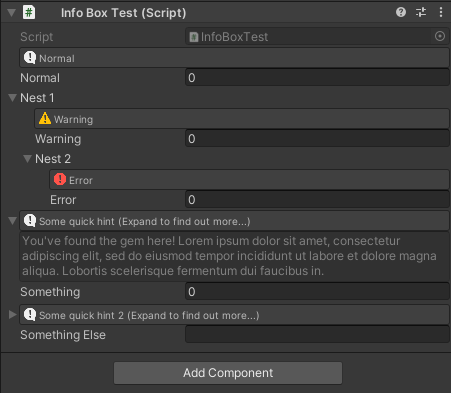 Info Box Test (Script)
Script InfoBoxTest
Normal
Normal 0
Nest 1
Warning
Warning 0
Nest 2
Error
Error 0
Some quick hint (Expand to find out more...)
You've found the gem here! Lorem ipsum dolor sit amet, consectetur
adipiscing elit, sed do eiusmod tempor incididunt ut labore et dolore magna
aliqua. Lobortis scelerisque fermentum dui faucibus in.
Something 0
Some quick hint 2 (Expand to find out more...)
Something Else
Add Component